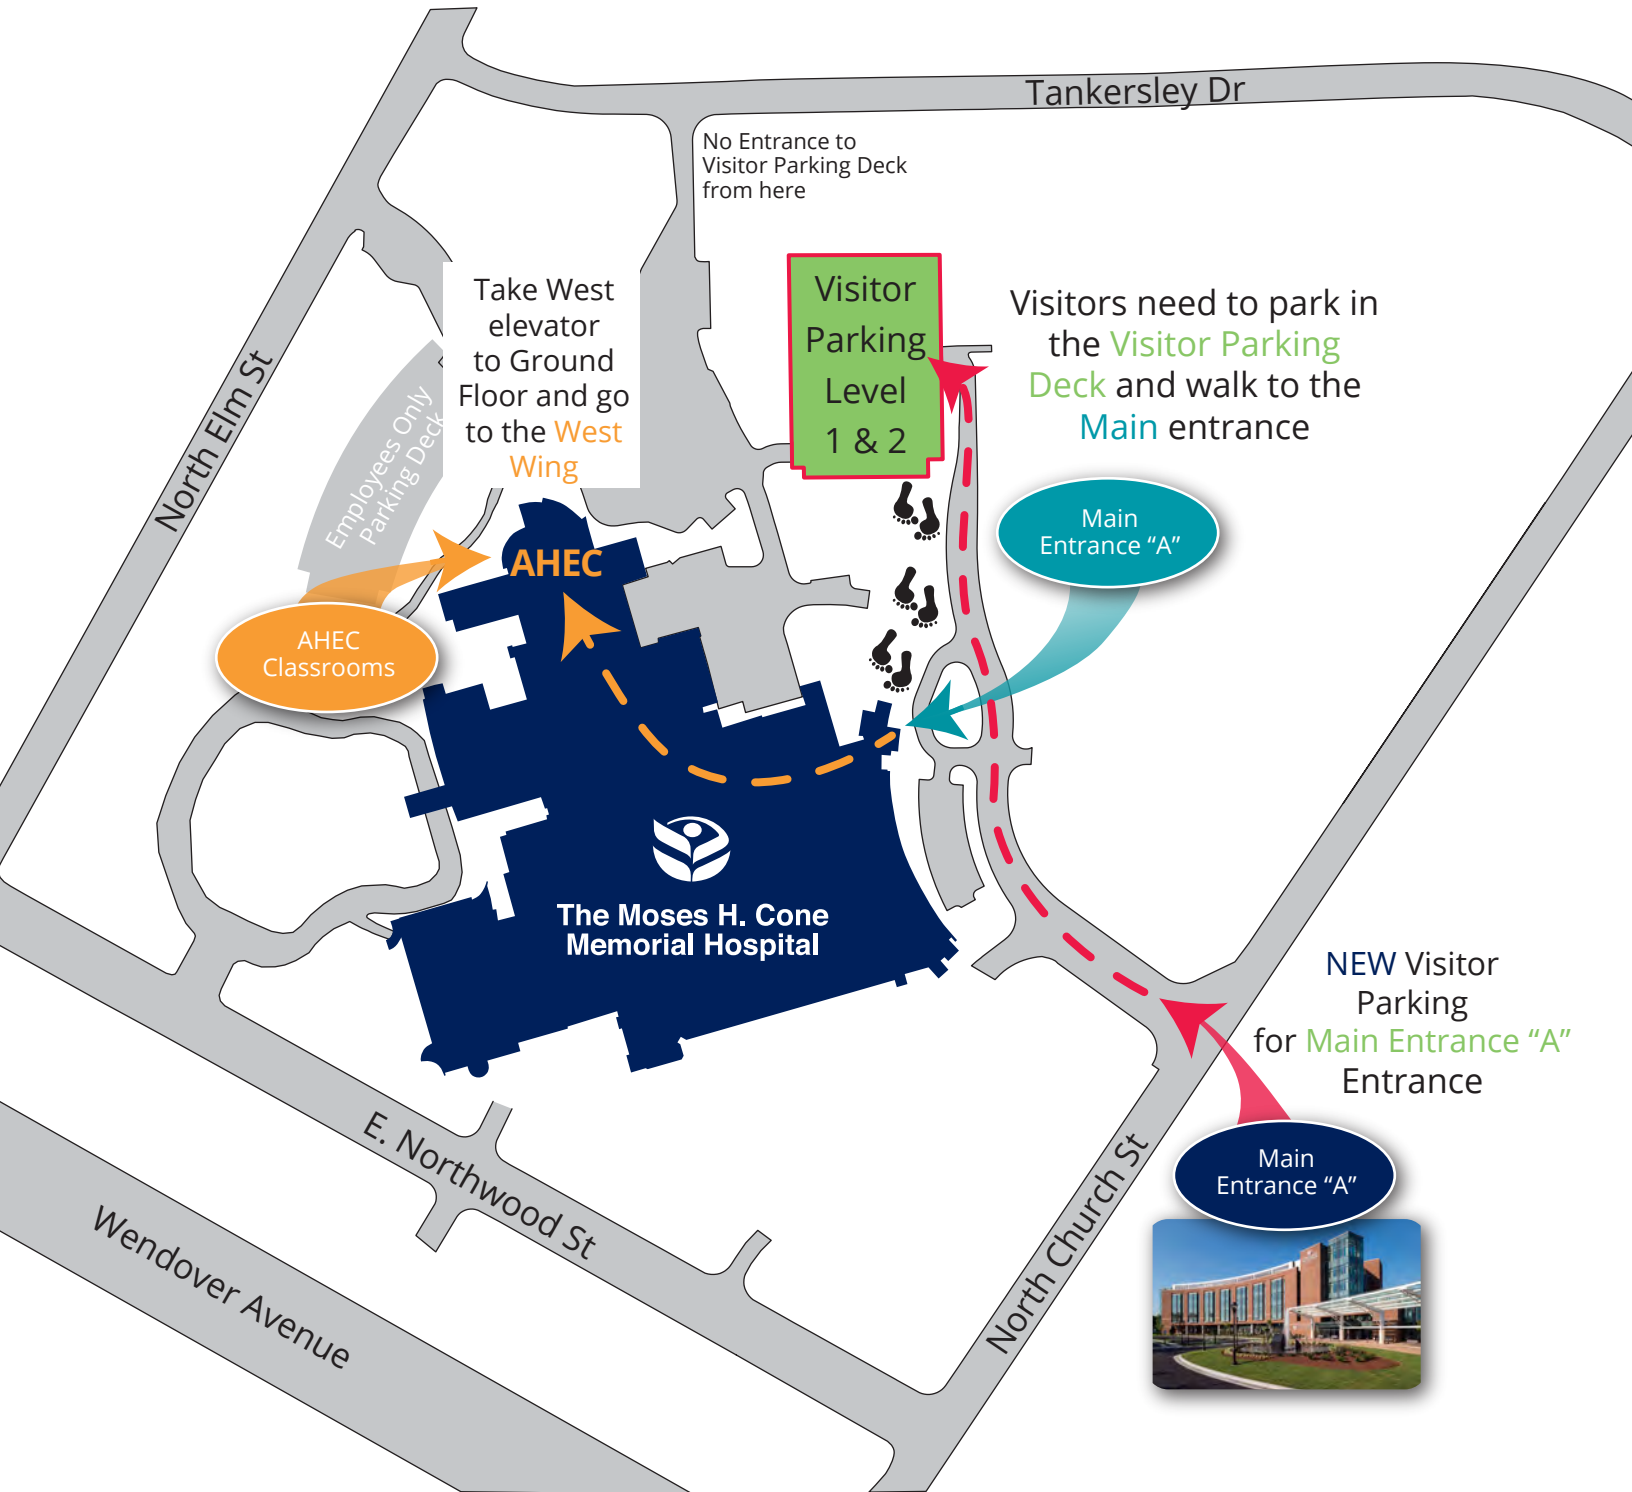 Tankersley Dr
No Entrance to
Visitor Parking Deck
from here
North Elm St
Take West
elevator
to Ground
Floor and go
to the West
Wing
Employees Only
Parking Deck
Visitor
Parking
Level
1 & 2
Visitors need to park in
the Visitor Parking
Deck and walk to the
Main entrance
Main
Entrance “A”
AHEC
AHEC
Classrooms
The Moses H. Cone
Memorial Hospital
NEW Visitor
Parking
for Main Entrance “A”
Entrance
Main
Entrance “A”
E. Northwood St
North Church St
Wendover Avenue